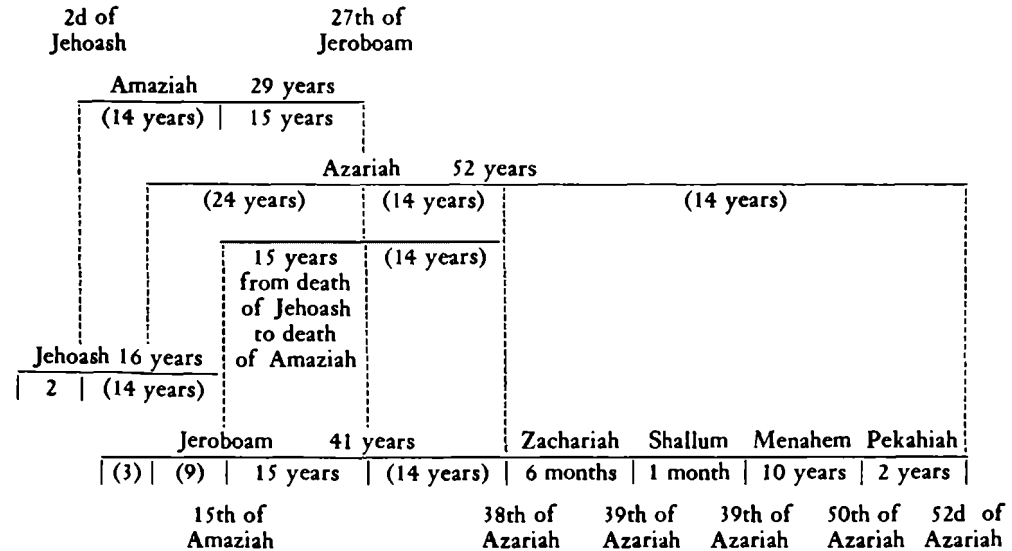 2d of 27th of
Jehoash Jeroboam
Amaziah 29 years
(14 years) | 15 years
Azariah 52 years
(24 years) (14 years) (14 years)
15 years (14 years)
from death
of Jehoash
to death
of Amaziah
Jehoash 16 years
| 2 | (14 years)
Jeroboam 41 years Zachariah Shallum Menahem Pekahiah
| (3) | (9) | 15 years | (14 years) | 6 months | 1 month | 10 years | 2 years |
15th of 38th of 39th of 39th of 50th of 52d of
Amaziah Azariah Azariah Azariah Azariah Azariah